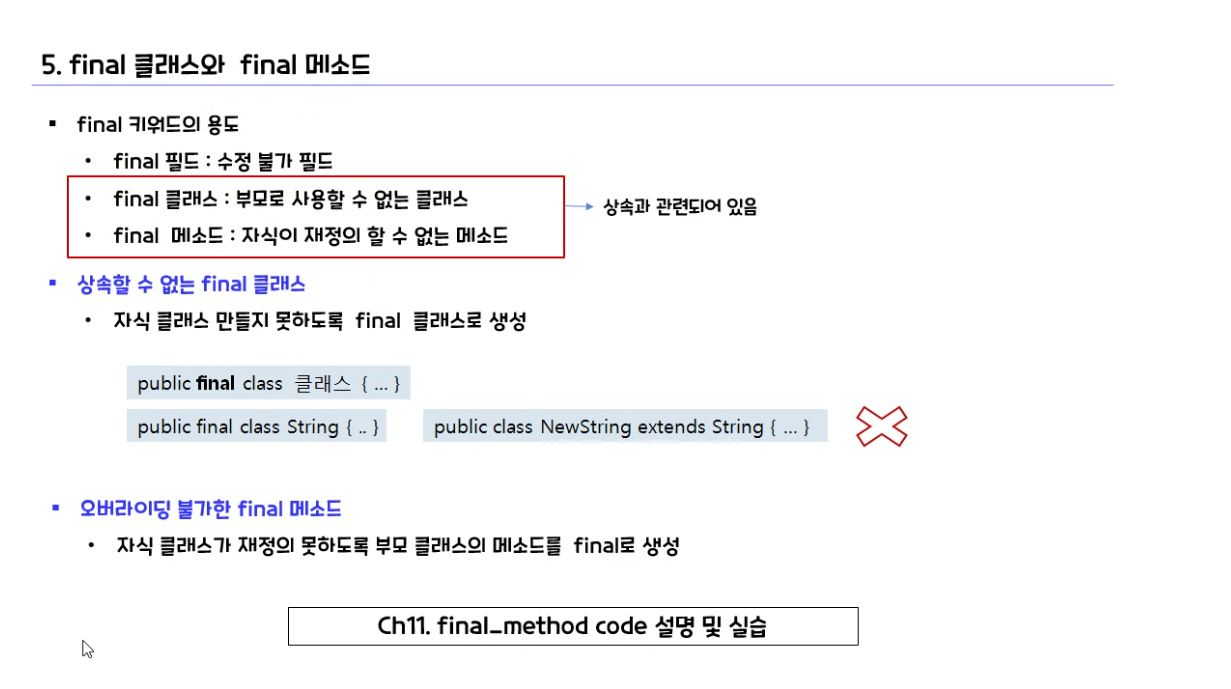 5. final 클래스와 final 메소드
▪ final 키워드의 용도
• final 필드 : 수정 불가 필드
• final 클래스 : 부모로 사용할 수 없는 클래스
상속과 관련되어 있음
• final 메소드 : 자식이 재정의 할 수 없는 메소드
▪ 상속할 수 없는 final 클래스
• 자식 클래스 만들지 못하도록 final 클래스로 생성
public final class 클래스 { ... }
public final class String { .. }
public class NewString extends String { ... }
▪ 오버라이딩 불가한 final 메소드
• 자식 클래스가 재정의 못하도록 부모 클래스의 메소드를 final로 생성
Ch11. final_method code 설명 및 실습